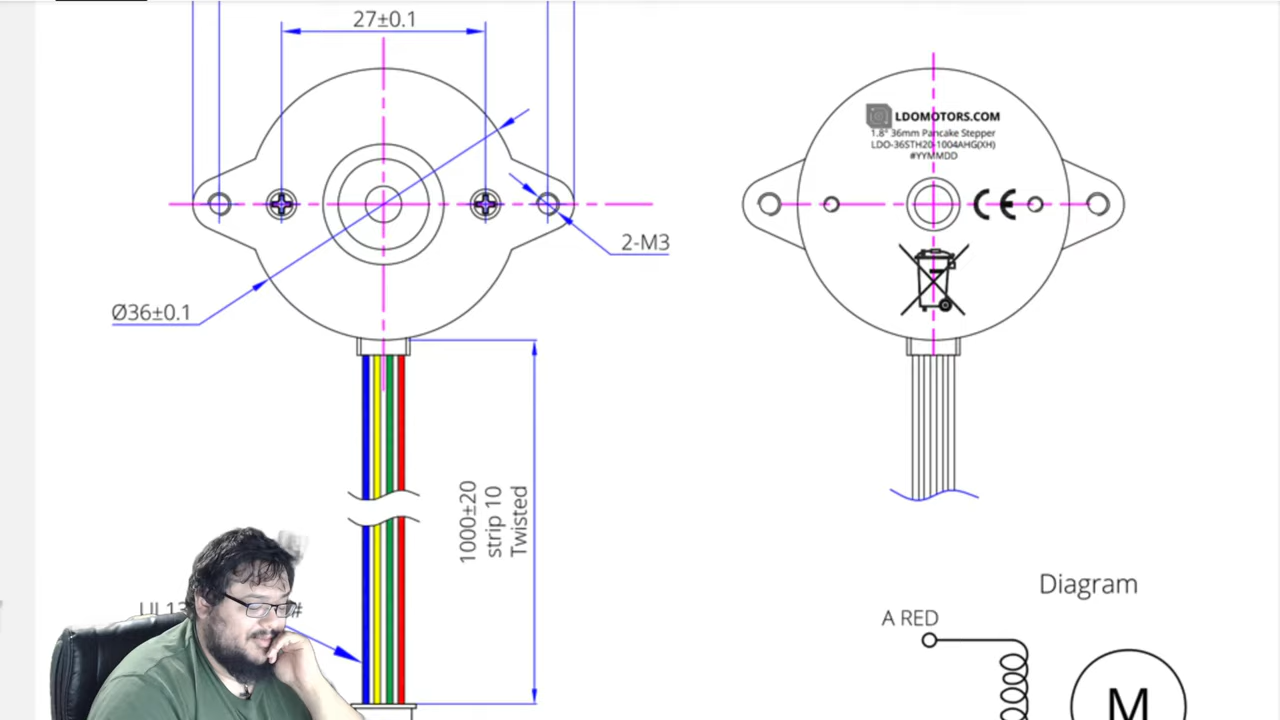 27±0.1
LDOMOTORS.COM
1.8° 36mm Pancake Stepper
LDO-36STH20-1004AHG(XH)
#YYMMDD
CE
2-M3
Ø36±0.1
1000±20
strip 10
Twisted
Diagram
A RED
M